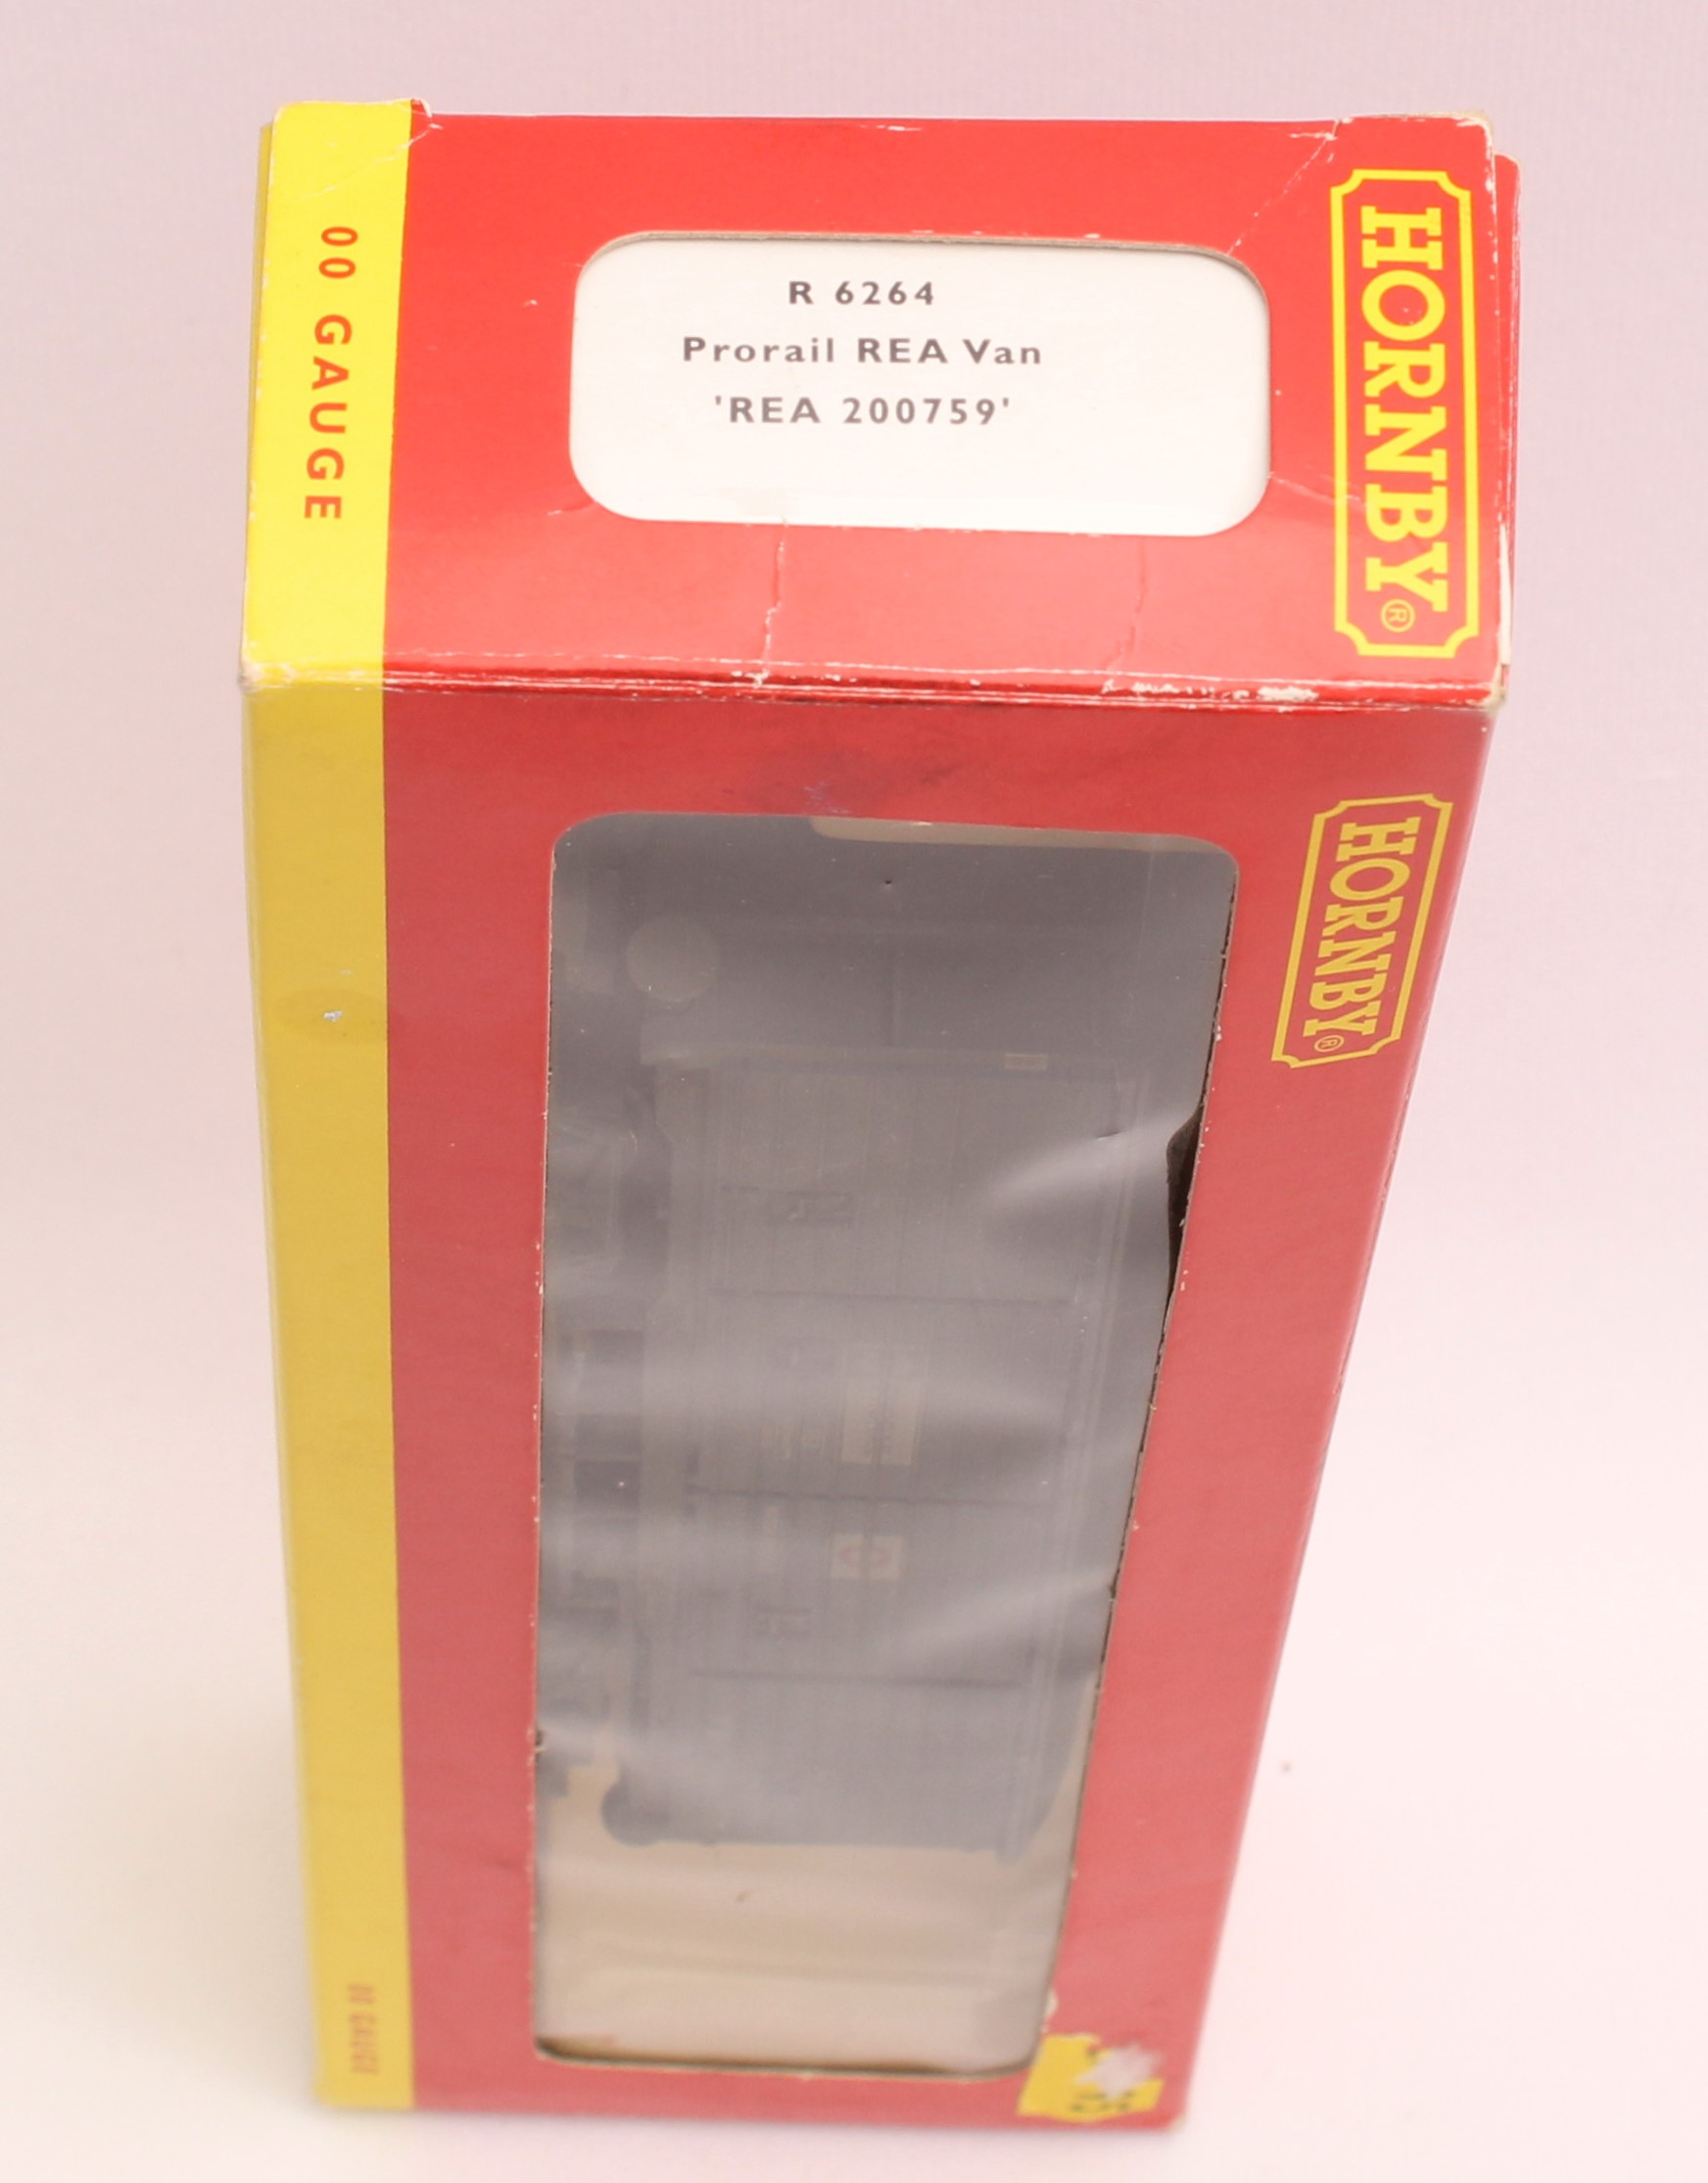 00 GAUGE
R 6264
Prorail REA Van
'REA 200759'
HORNBY®
HORNBY®
00 GAUGE